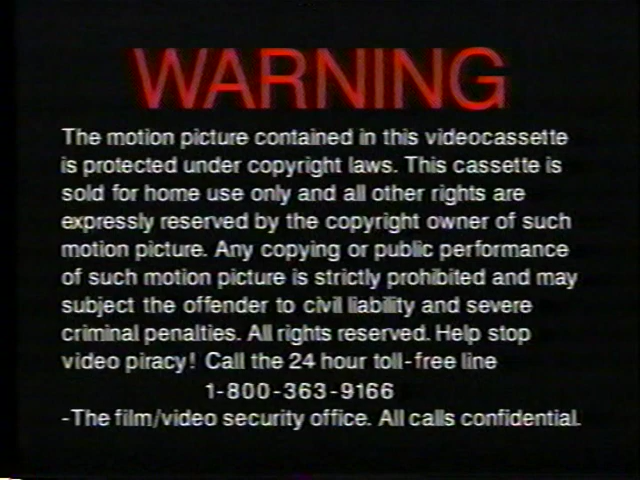 WARNING
The motion picture contained in this videocassette
is protected under copyright laws. This cassette is
sold for home use only and all other rights are
expressly reserved by the copyright owner of such
motion picture. Any copying or public performance
of such motion picture is strictly prohibited and may
subject the offender to civil liability and severe
criminal penalties. All rights reserved. Help stop
video piracy! Call the 24 hour toll-free line
1-800-363-9166
-The film/video security office. All calls confidential.